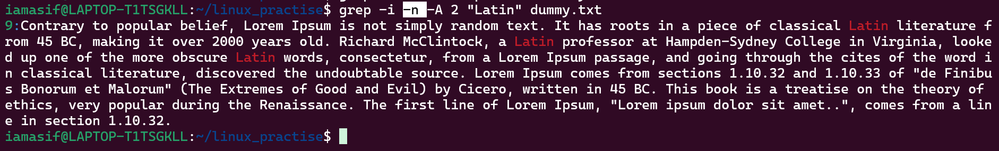 iamasif@LAPTOP-T1TSGKLL:~/linux_practise$ grep -i -n -A 2 "Latin" dummy.txt
9:Contrary to popular belief, Lorem Ipsum is not simply random text. It has roots in a piece of classical Latin literature f
rom 45 BC, making it over 2000 years old. Richard McClintock, a Latin professor at Hampden-Sydney College in Virginia, looke
d up one of the more obscure Latin words, consectetur, from a Lorem Ipsum passage, and going through the cites of the word i
n classical literature, discovered the undoubtable source. Lorem Ipsum comes from sections 1.10.32 and 1.10.33 of "de Finibu
s Bonorum et Malorum" (The Extremes of Good and Evil) by Cicero, written in 45 BC. This book is a treatise on the theory of
ethics, very popular during the Renaissance. The first line of Lorem Ipsum, "Lorem ipsum dolor sit amet..", comes from a lin
e in section 1.10.32.
iamasif@LAPTOP-T1TSGKLL:~/linux_practise$